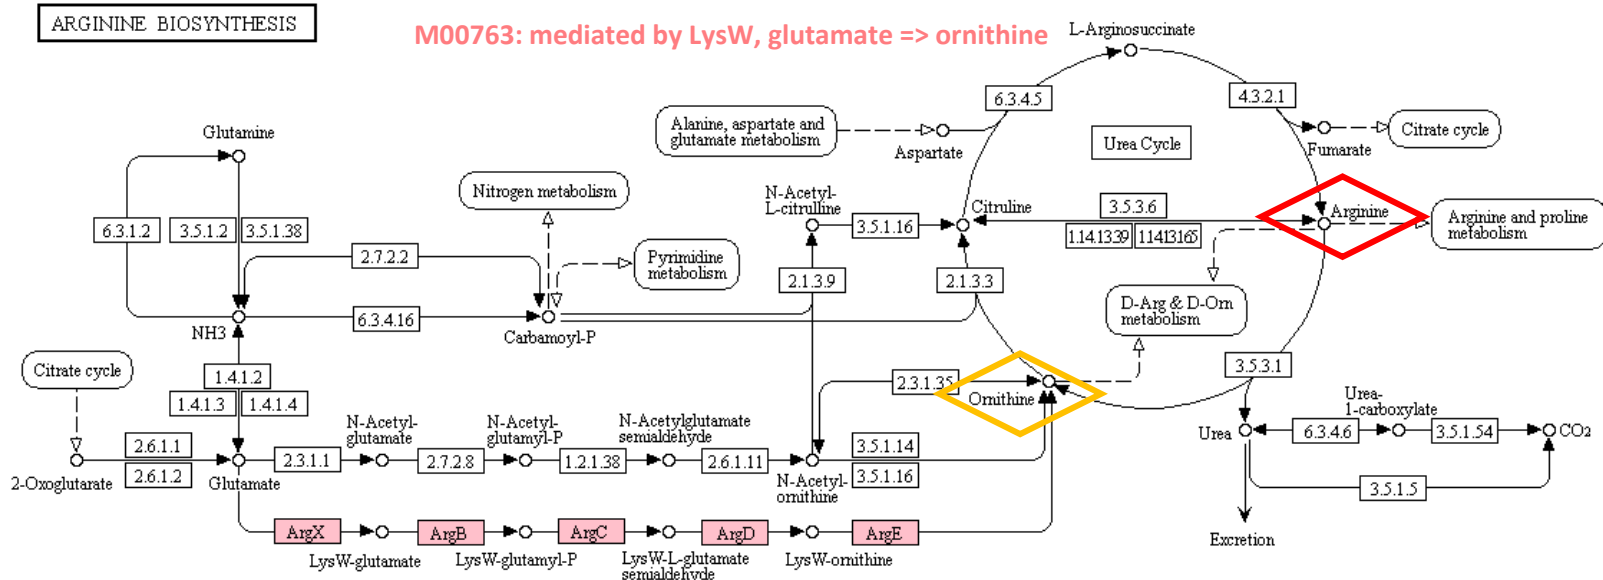 ARGININE BIOSYNTHESIS
M00763: mediated by LysW, glutamate => ornithine
L-Arginosuccinate
6.3.4.5
4.3.2.1
Alanine, aspartate and
glutamate metabolism
Aspartate
Urea Cycle
Fumarate
Citrate cycle
Glutamine
Nitrogen metabolism
N-Acetyl-
L-citrulline
3.5.1.16
Citruline
3.5.3.6
1.14.13.39
1.1413165
Arginine
Arginine and proline
metabolism
6.3.1.2
3.5.1.2
3.5.1.38
2.7.2.2
Pyrimidine
metabolism
2.1.3.9
2.1.3.3
D-Arg & D-Orn
metabolism
NH3
6.3.4.16
Carbamoyl-P
Citrate cycle
1.4.1.2
1.4.1.3
1.4.1.4
2.3.1.35
Ornithine
3.5.3.1
Urea-
1-carboxylate
Urea
6.3.4.6
3.5.1.54
CO2
N-Acetyl-
glutamate
N-Acetyl-
glutamyl-P
N-Acetylglutamate
semialdehyde
2.6.1.1
2.6.1.2
2-Oxoglutarate
Glutamate
2.3.1.1
2.7.2.8
1.2.1.38
2.6.1.11
N-Acetyl-
ornithine
3.5.1.14
3.5.1.16
3.5.1.5
Excretion
ArgX
ArgB
ArgC
ArgD
ArgE
LysW-glutamate
LysW-glutamyl-P
LysW-L-glutamate
semialdehyde
LysW-ornithine